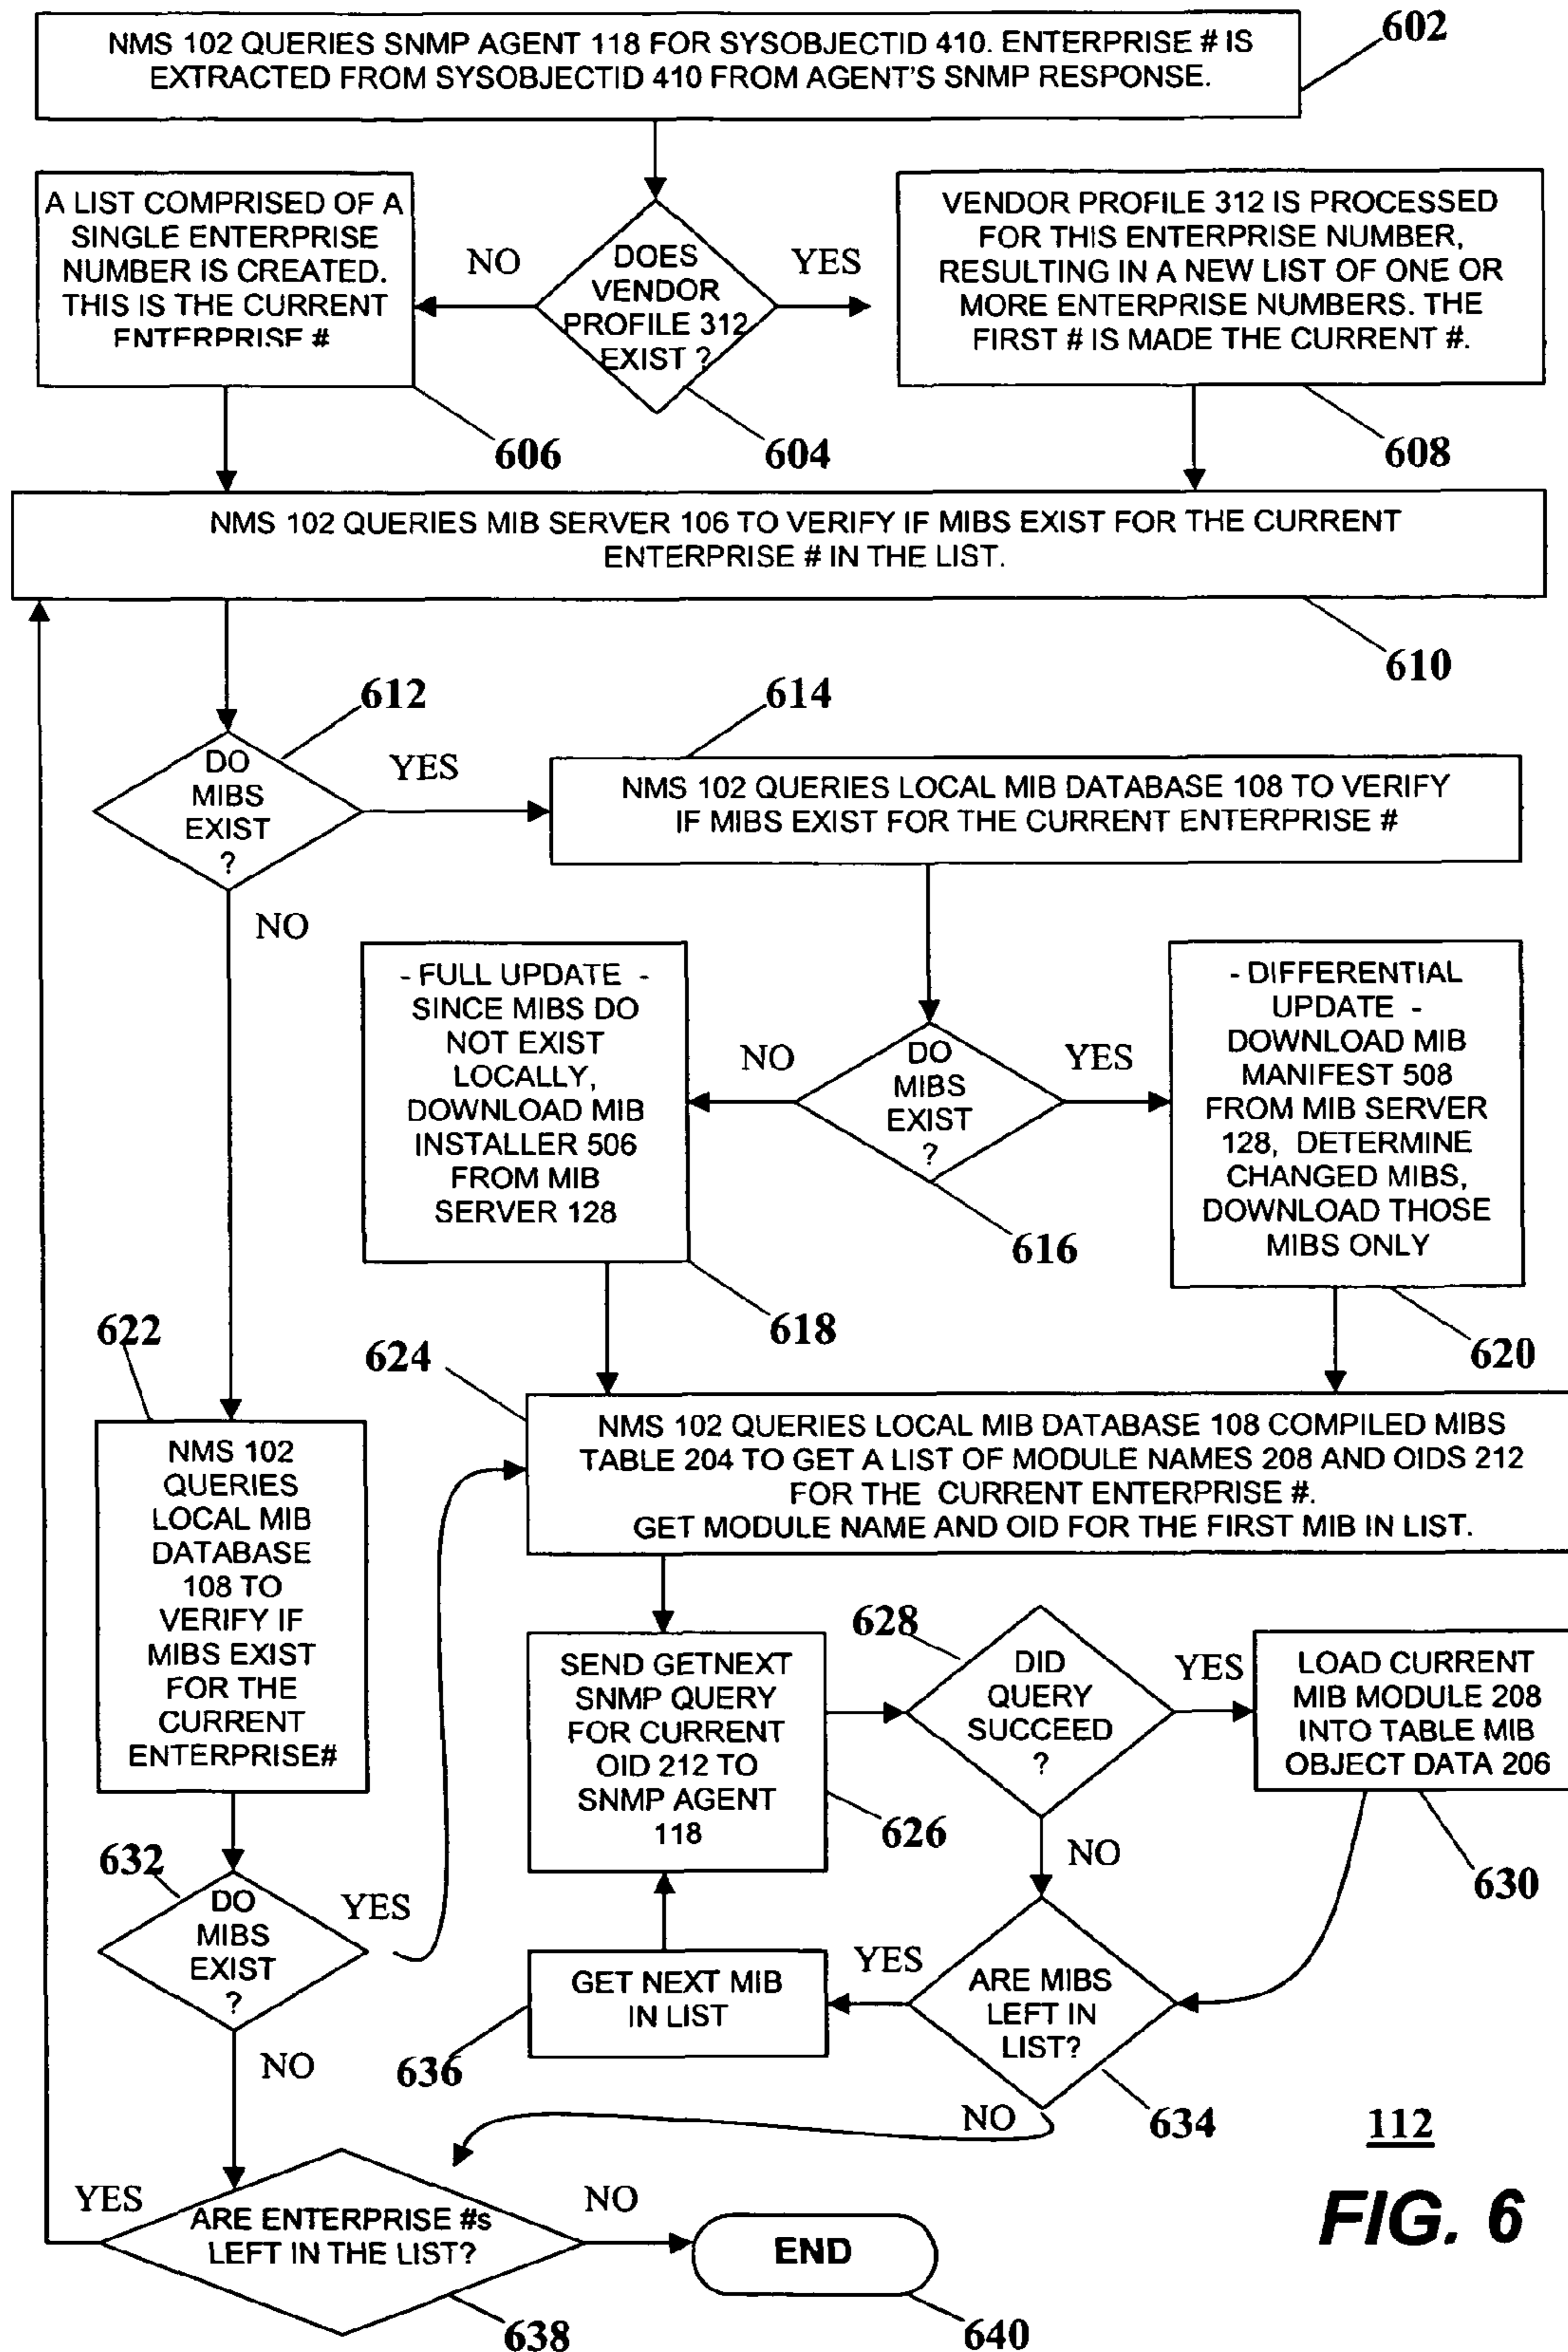 NMS 102 QUERIES SNMP AGENT 118 FOR SYSOBJECTID 410. ENTERPRISE # IS
EXTRACTED FROM SYSOBJECTID 410 FROM AGENT'S SNMP RESPONSE.
602
A LIST COMPRISED OF A
SINGLE ENTERPRISE
NUMBER IS CREATED.
THIS IS THE CURRENT
ENTERPRISE #
606
NO
DOES
VENDOR
PROFILE 312
EXIST ?
YES
604
VENDOR PROFILE 312 IS PROCESSED
FOR THIS ENTERPRISE NUMBER,
RESULTING IN A NEW LIST OF ONE OR
MORE ENTERPRISE NUMBERS. THE
FIRST # IS MADE THE CURRENT #.
608
NMS 102 QUERIES MIB SERVER 106 TO VERIFY IF MIBS EXIST FOR THE CURRENT
ENTERPRISE # IN THE LIST.
610
612
DO
MIBS
EXIST
?
YES
NO
614
NMS 102 QUERIES LOCAL MIB DATABASE 108 TO VERIFY
IF MIBS EXIST FOR THE CURRENT ENTERPRISE #
- FULL UPDATE -
SINCE MIBS DO
NOT EXIST
LOCALLY,
DOWNLOAD MIB
INSTALLER 506
FROM MIB
SERVER 128
618
NO
DO
MIBS
EXIST
?
YES
616
- DIFFERENTIAL
UPDATE -
DOWNLOAD MIB
MANIFEST 508
FROM MIB SERVER
128, DETERMINE
CHANGED MIBS,
DOWNLOAD THOSE
MIBS ONLY
620
622
NMS 102
QUERIES
LOCAL MIB
DATABASE
108 TO
VERIFY IF
MIBS EXIST
FOR THE
CURRENT
ENTERPRISE#
624
NMS 102 QUERIES LOCAL MIB DATABASE 108 COMPILED MIBS
TABLE 204 TO GET A LIST OF MODULE NAMES 208 AND OIDS 212
FOR THE CURRENT ENTERPRISE #.
GET MODULE NAME AND OID FOR THE FIRST MIB IN LIST.
SEND GETNEXT
SNMP QUERY
FOR CURRENT
OID 212 TO
SNMP AGENT
118
626
628
DID
QUERY
SUCCEED
?
YES
NO
LOAD CURRENT
MIB MODULE 208
INTO TABLE MIB
OBJECT DATA 206
630
632
DO
MIBS
EXIST
?
YES
NO
GET NEXT MIB
IN LIST
636
YES
ARE MIBS
LEFT IN
LIST?
NO
634
YES
ARE ENTERPRISE #s
LEFT IN THE LIST?
NO
638
END
640
112
FIG. 6